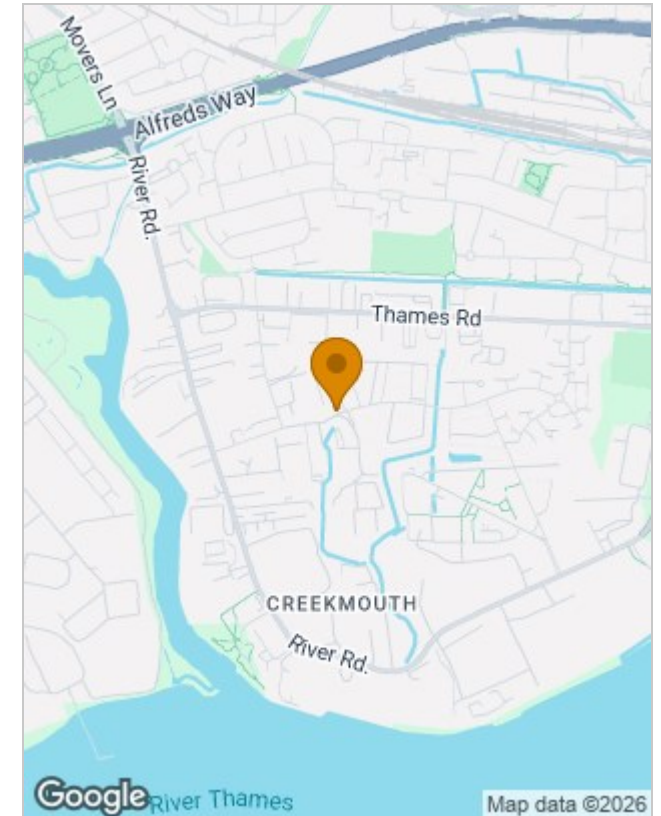 Movers Ln
Alfreds Way
River Rd.
Thames Rd
CREEKMOUTH
River Rd.
Google
River Thames
Map data ©2026